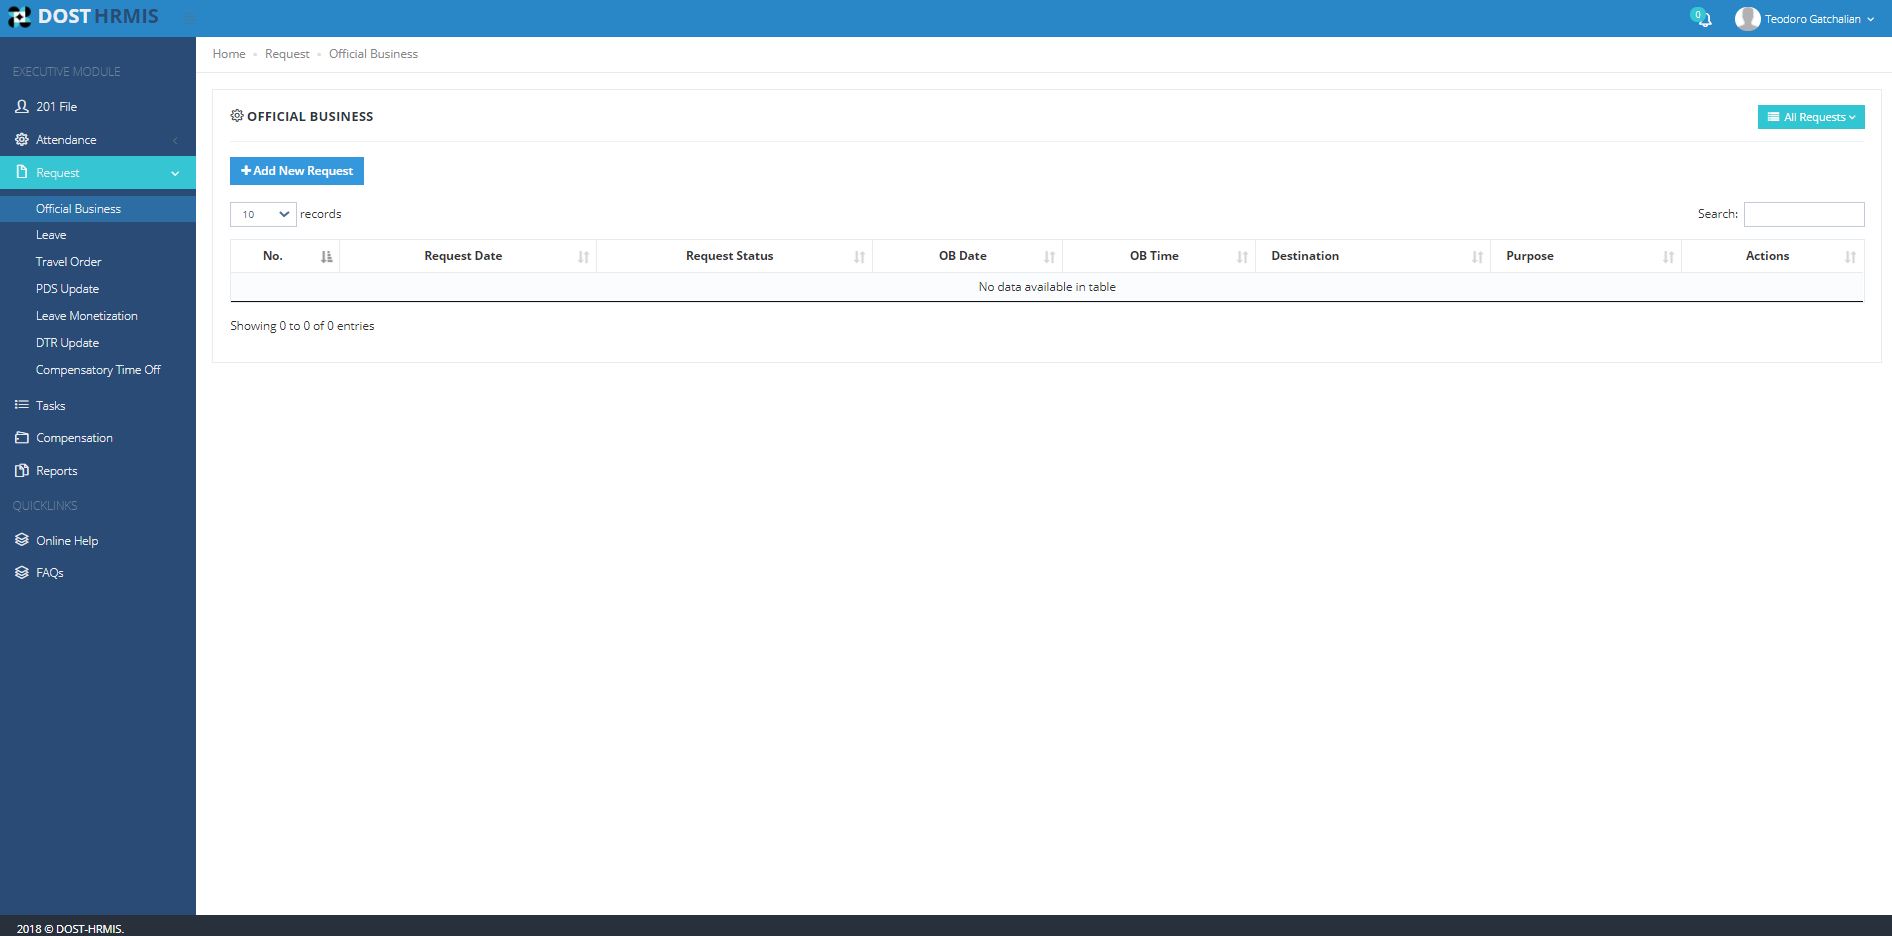 DOST HRMIS
0
Teodoro Gatchalian
Home Request Official Business
EXECUTIVE MODULE
201 File
Attendance
Request
Official Business
Leave
Travel Order
PDS Update
Leave Monetization
DTR Update
Compensatory Time Off
Tasks
Compensation
Reports
QUICKLINKS
Online Help
FAQs
OFFICIAL BUSINESS
All Requests
Add New Request
10 records
Search:
No. Request Date Request Status OB Date OB Time Destination Purpose Actions
No data available in table
Showing 0 to 0 of 0 entries
2018 © DOST-HRMIS.